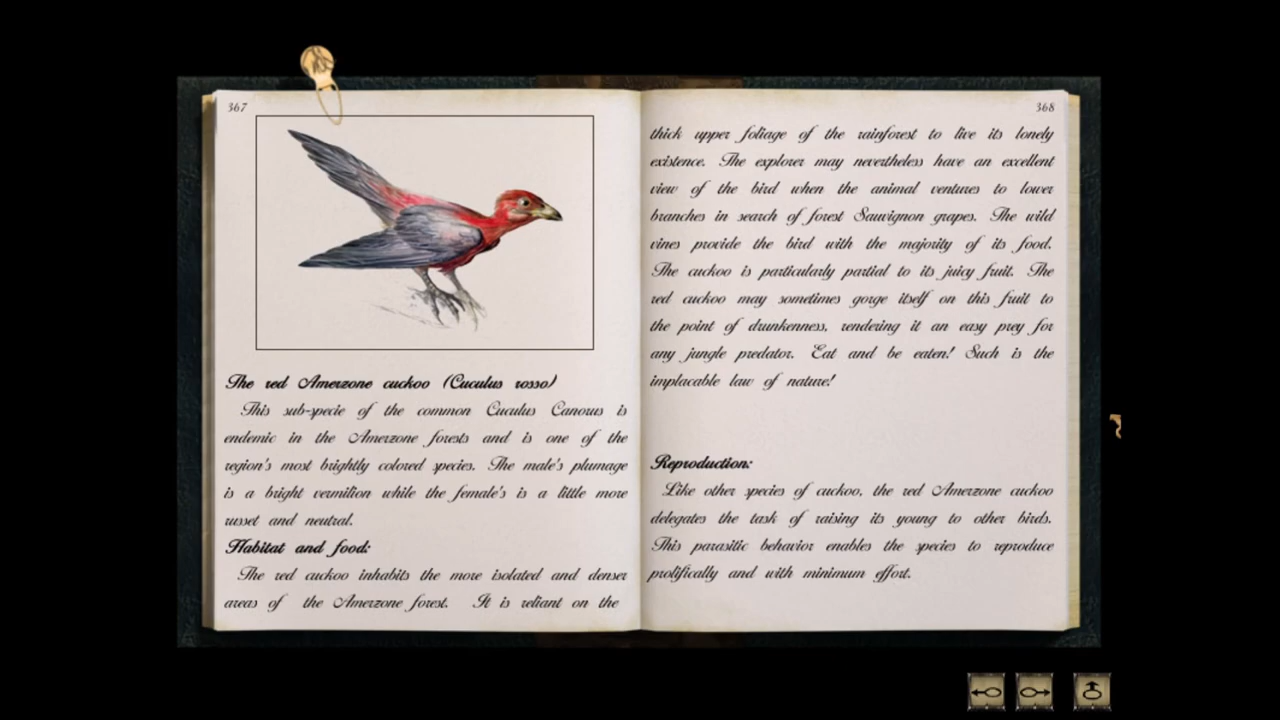 367
The red Amerzone cuckoo (Cuculus rosso)
This sub-specie of the common Cuculus Canorus is
endemic in the Amerzone forests and is one of the
region's most brightly colored species. The male's plumage
is a bright vermilion while the female's is a little more
russet and neutral.
Habitat and food:
The red cuckoo inhabits the more isolated and denser
areas of the Amerzone forest. It is reliant on the
368
thick upper foliage of the rainforest to live its lonely
existence. The explorer may nevertheless have an excellent
view of the bird when the animal ventures to lower
branches in search of forest Sauvignon grapes. The wild
vines provide the bird with the majority of its food.
The cuckoo is particularly partial to its juicy fruit. The
red cuckoo may sometimes gorge itself on this fruit to
the point of drunkenness, rendering it an easy prey for
any jungle predator. Eat and be eaten! Such is the
implacable law of nature!
Reproduction:
Like other species of cuckoo, the red Amerzone cuckoo
delegates the task of raising its young to other birds.
This parasitic behavior enables the species to reproduce
prolifically and with minimum effort.